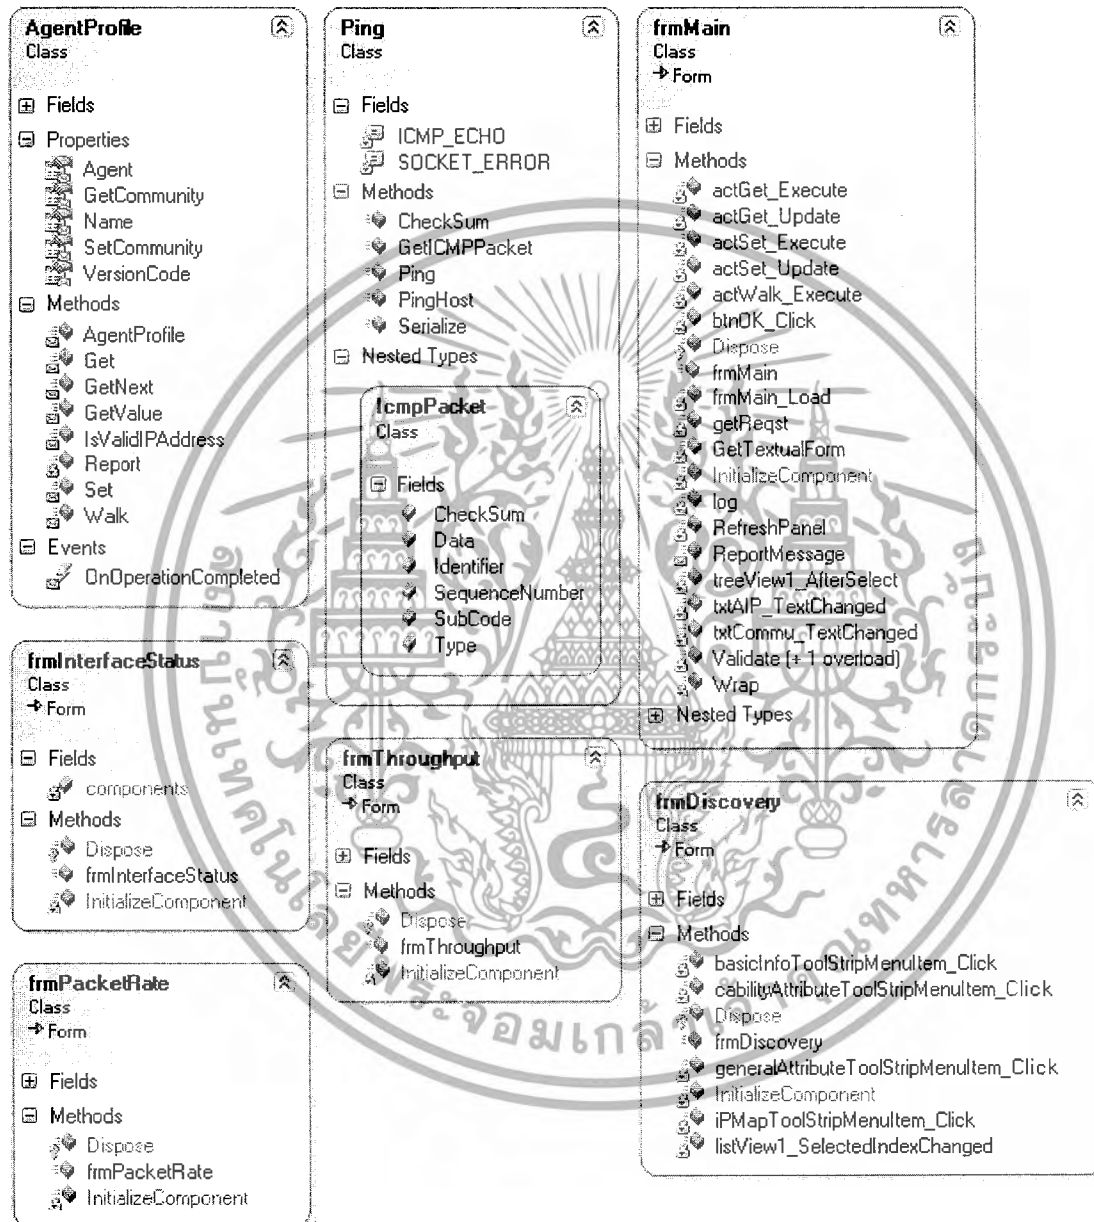 AgentProfile
Class
Fields
Properties
Agent
GetCommunity
Name
SetCommunity
VersionCode
Methods
AgentProfile
Get
GetNext
GetValue
IsValidIPAddress
Report
Set
Walk
Events
OnOperationCompleted
Ping
Class
Fields
ICMP_ECHO
SOCKET_ERROR
Methods
CheckSum
GetICMPPacket
Ping
PingHost
Serialize
Nested Types
IcmpPacket
Class
Fields
CheckSum
Data
Identifier
SequenceNumber
SubCode
Type
frmMain
Class
Form
Fields
Methods
actGet_Execute
actGet_Update
actSet_Execute
actSet_Update
actWalk_Execute
btnOK_Click
Dispose
frmMain
frmMain_Load
getReqst
GetTextualForm
InitializeComponent
log
RefreshPanel
ReportMessage
treeView1_AfterSelect
txtAIP_TextChanged
txtCommu_TextChanged
Validate (+ 1 overload)
Wrap
Nested Types
frmInterfaceStatus
Class
Form
Fields
components
Methods
Dispose
frmInterfaceStatus
InitializeComponent
frmThroughput
Class
Form
Fields
Methods
Dispose
frmThroughput
InitializeComponent
frmDiscovery
Class
Form
Fields
Methods
basicInfoToolStripMenuItem_Click
cabilityAttributeToolStripMenuItem_Click
Dispose
frmDiscovery
generalAttributeToolStripMenuItem_Click
InitializeComponent
iPMapToolStripMenuItem_Click
listView1_SelectedIndexChanged
frmPacketRate
Class
Form
Fields
Methods
Dispose
frmPacketRate
InitializeComponent